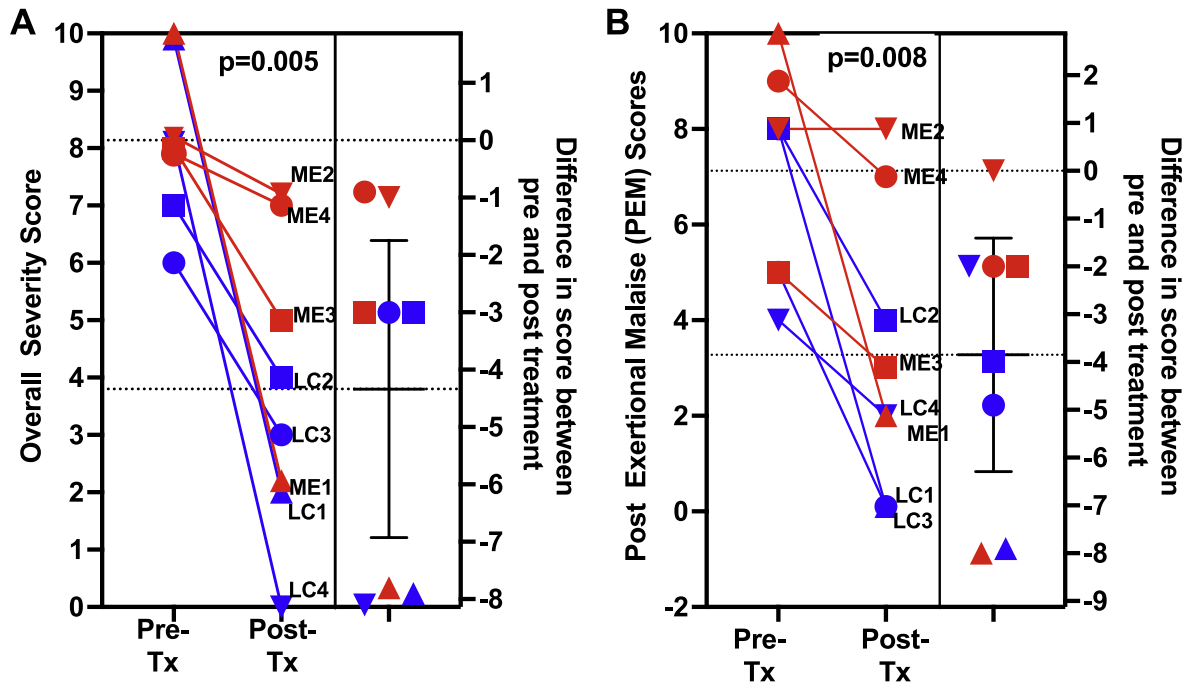 A
p=0.005
Overall Severity Score
10
9
8
7
6
5
4
3
2
1
0
ME2
ME4
ME3
LC2
LC3
ME1
LC1
LC4
1
0
-1
-2
-3
-4
-5
-6
-7
-8
Difference in score between
pre and post treatment
Pre-
Tx
Post-
Tx
B
p=0.008
Post Exertional Malaise (PEM) Scores
10
8
6
4
2
0
-2
ME2
ME4
LC2
ME3
LC4
ME1
LC1
LC3
2
1
0
-1
-2
-3
-4
-5
-6
-7
-8
-9
Difference in score between
pre and post treatment
Pre-
Tx
Post-
Tx